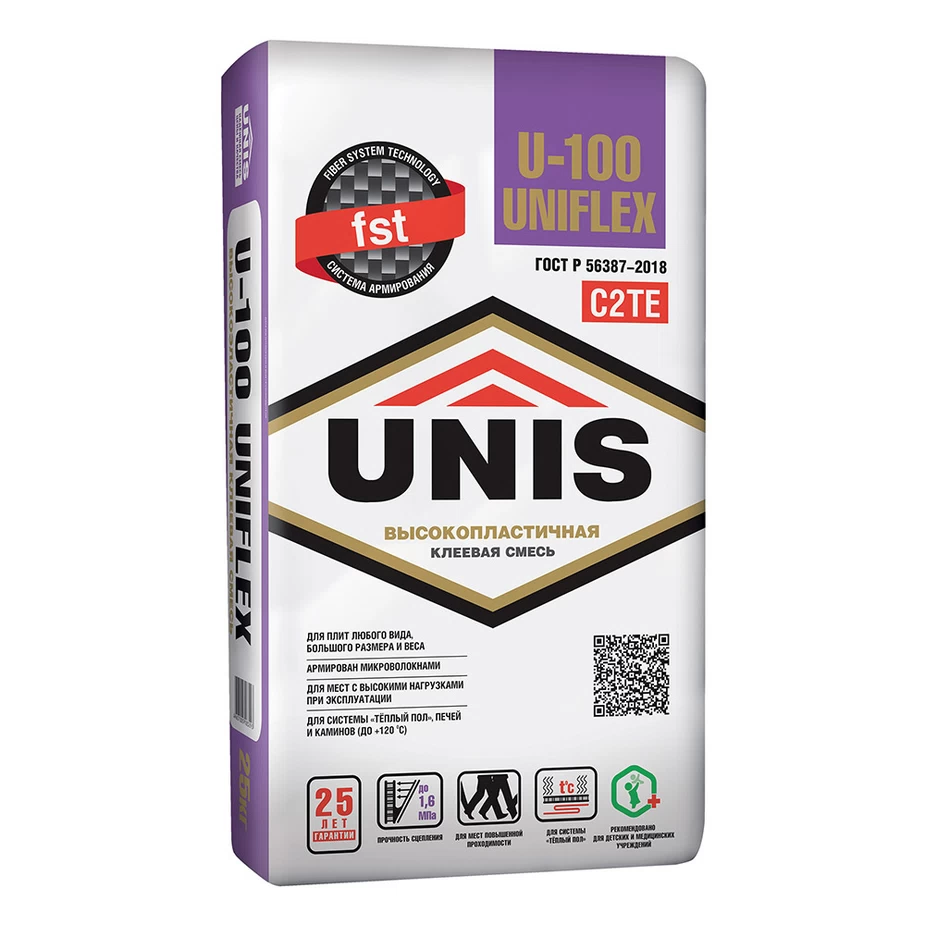 FIBER SYSTEM TECHNOLOGY
fst
СИСТЕМА АРМИРОВАНИЯ
U-100
UNIFLEX
ГОСТ Р 56387-2018
C2TE
UNIS
ВЫСОКОПЛАСТИЧНАЯ
КЛЕЕВАЯ СМЕСЬ
ДЛЯ ПЛИТ ЛЮБОГО ВИДА,
БОЛЬШОГО РАЗМЕРА И ВЕСА
АРМИРОВАН МИКРОВОЛОКНАМИ
ДЛЯ МЕСТ С ВЫСОКИМИ НАГРУЗКАМИ
ПРИ ЭКСПЛУАТАЦИИ
ДЛЯ СИСТЕМЫ «ТЁПЛЫЙ ПОЛ», ПЕЧЕЙ
И КАМИНОВ (ДО +120 °С)
25
ЛЕТ
ГАРАНТИИ
ДО
1,6
МПа
ПРОЧНОСТЬ СЦЕПЛЕНИЯ
ДЛЯ МЕСТ ПОВЫШЕННОЙ
ПРОХОДИМОСТИ
t°c
ДЛЯ СИСТЕМЫ
«ТЁПЛЫЙ ПОЛ»
РЕКОМЕНДОВАНО
ДЛЯ ДЕТСКИХ И МЕДИЦИНСКИХ
УЧРЕЖДЕНИЙ
UNIS
U-100 UNIFLEX
ВЫСОКОЭЛАСТИЧНАЯ КЛЕЕВАЯ СМЕСЬ
25кг